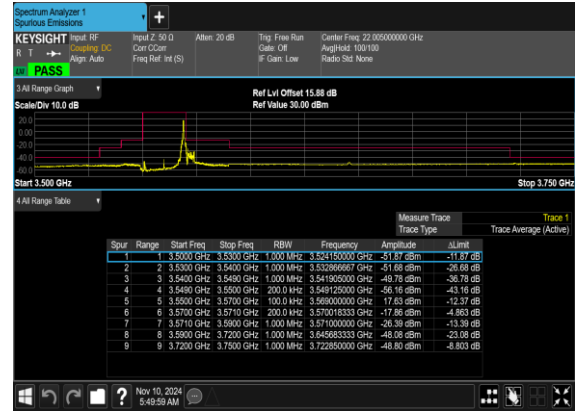 Spectrum Analyzer 1
Spurious Emissions
KEYSIGHT Input: RF Input Z: 50 Ω Atten: 20 dB Trig: Free Run Center Freq: 22.005000000 GHz
R T Coupling: DC Corr CCorr Gate: Off Avg|Hold: 100/100
Align: Auto Freq Ref: Int (S) IF Gain: Low Radio Std: None
PASS
3 All Range Graph
Ref Lvl Offset 15.88 dB
Scale/Div 10.0 dB Ref Value 30.00 dBm
20.0
0.00
-20.0
-40.0
-60.0
Start 3.500 GHz Stop 3.750 GHz
4 All Range Table
Measure Trace Trace 1
Trace Type Trace Average (Active)
Spur Range Start Freq Stop Freq RBW Frequency Amplitude ΔLimit
1 1 3.5000 GHz 3.5300 GHz 1.000 MHz 3.524150000 GHz -51.87 dBm -11.87 dB
2 2 3.5300 GHz 3.5400 GHz 1.000 MHz 3.532866667 GHz -51.68 dBm -26.68 dB
3 3 3.5400 GHz 3.5490 GHz 1.000 MHz 3.541905000 GHz -49.78 dBm -36.78 dB
4 4 3.5490 GHz 3.5500 GHz 200.0 kHz 3.549125000 GHz -56.16 dBm -43.16 dB
5 5 3.5500 GHz 3.5700 GHz 100.0 kHz 3.569000000 GHz 17.63 dBm -12.37 dB
6 6 3.5700 GHz 3.5710 GHz 200.0 kHz 3.570018333 GHz -17.86 dBm -4.863 dB
7 7 3.5710 GHz 3.5900 GHz 1.000 MHz 3.571000000 GHz -26.39 dBm -13.39 dB
8 8 3.5900 GHz 3.7200 GHz 1.000 MHz 3.645683333 GHz -48.08 dBm -23.08 dB
9 9 3.7200 GHz 3.7500 GHz 1.000 MHz 3.722850000 GHz -48.80 dBm -8.803 dB
Nov 10, 2024
5:49:59 AM